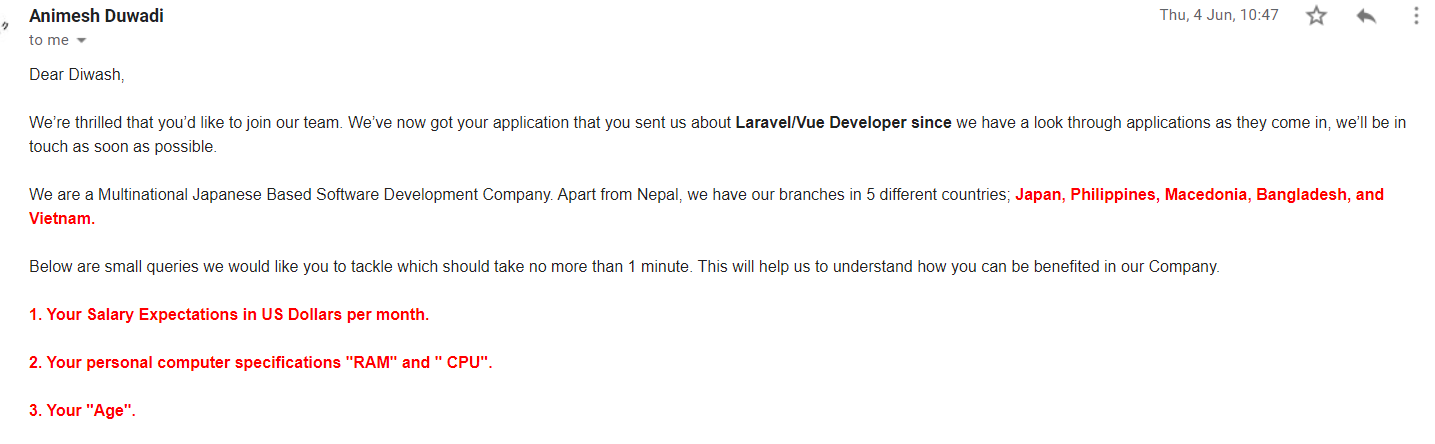 Animesh Duwadi
Thu, 4 Jun, 10:47
to me
Dear Diwash,
We’re thrilled that you’d like to join our team. We’ve now got your application that you sent us about Laravel/Vue Developer since we have a look through applications as they come in, we’ll be in
touch as soon as possible.
We are a Multinational Japanese Based Software Development Company. Apart from Nepal, we have our branches in 5 different countries; Japan, Philippines, Macedonia, Bangladesh, and
Vietnam.
Below are small queries we would like you to tackle which should take no more than 1 minute. This will help us to understand how you can be benefited in our Company.
1. Your Salary Expectations in US Dollars per month.
2. Your personal computer specifications "RAM" and " CPU".
3. Your "Age".